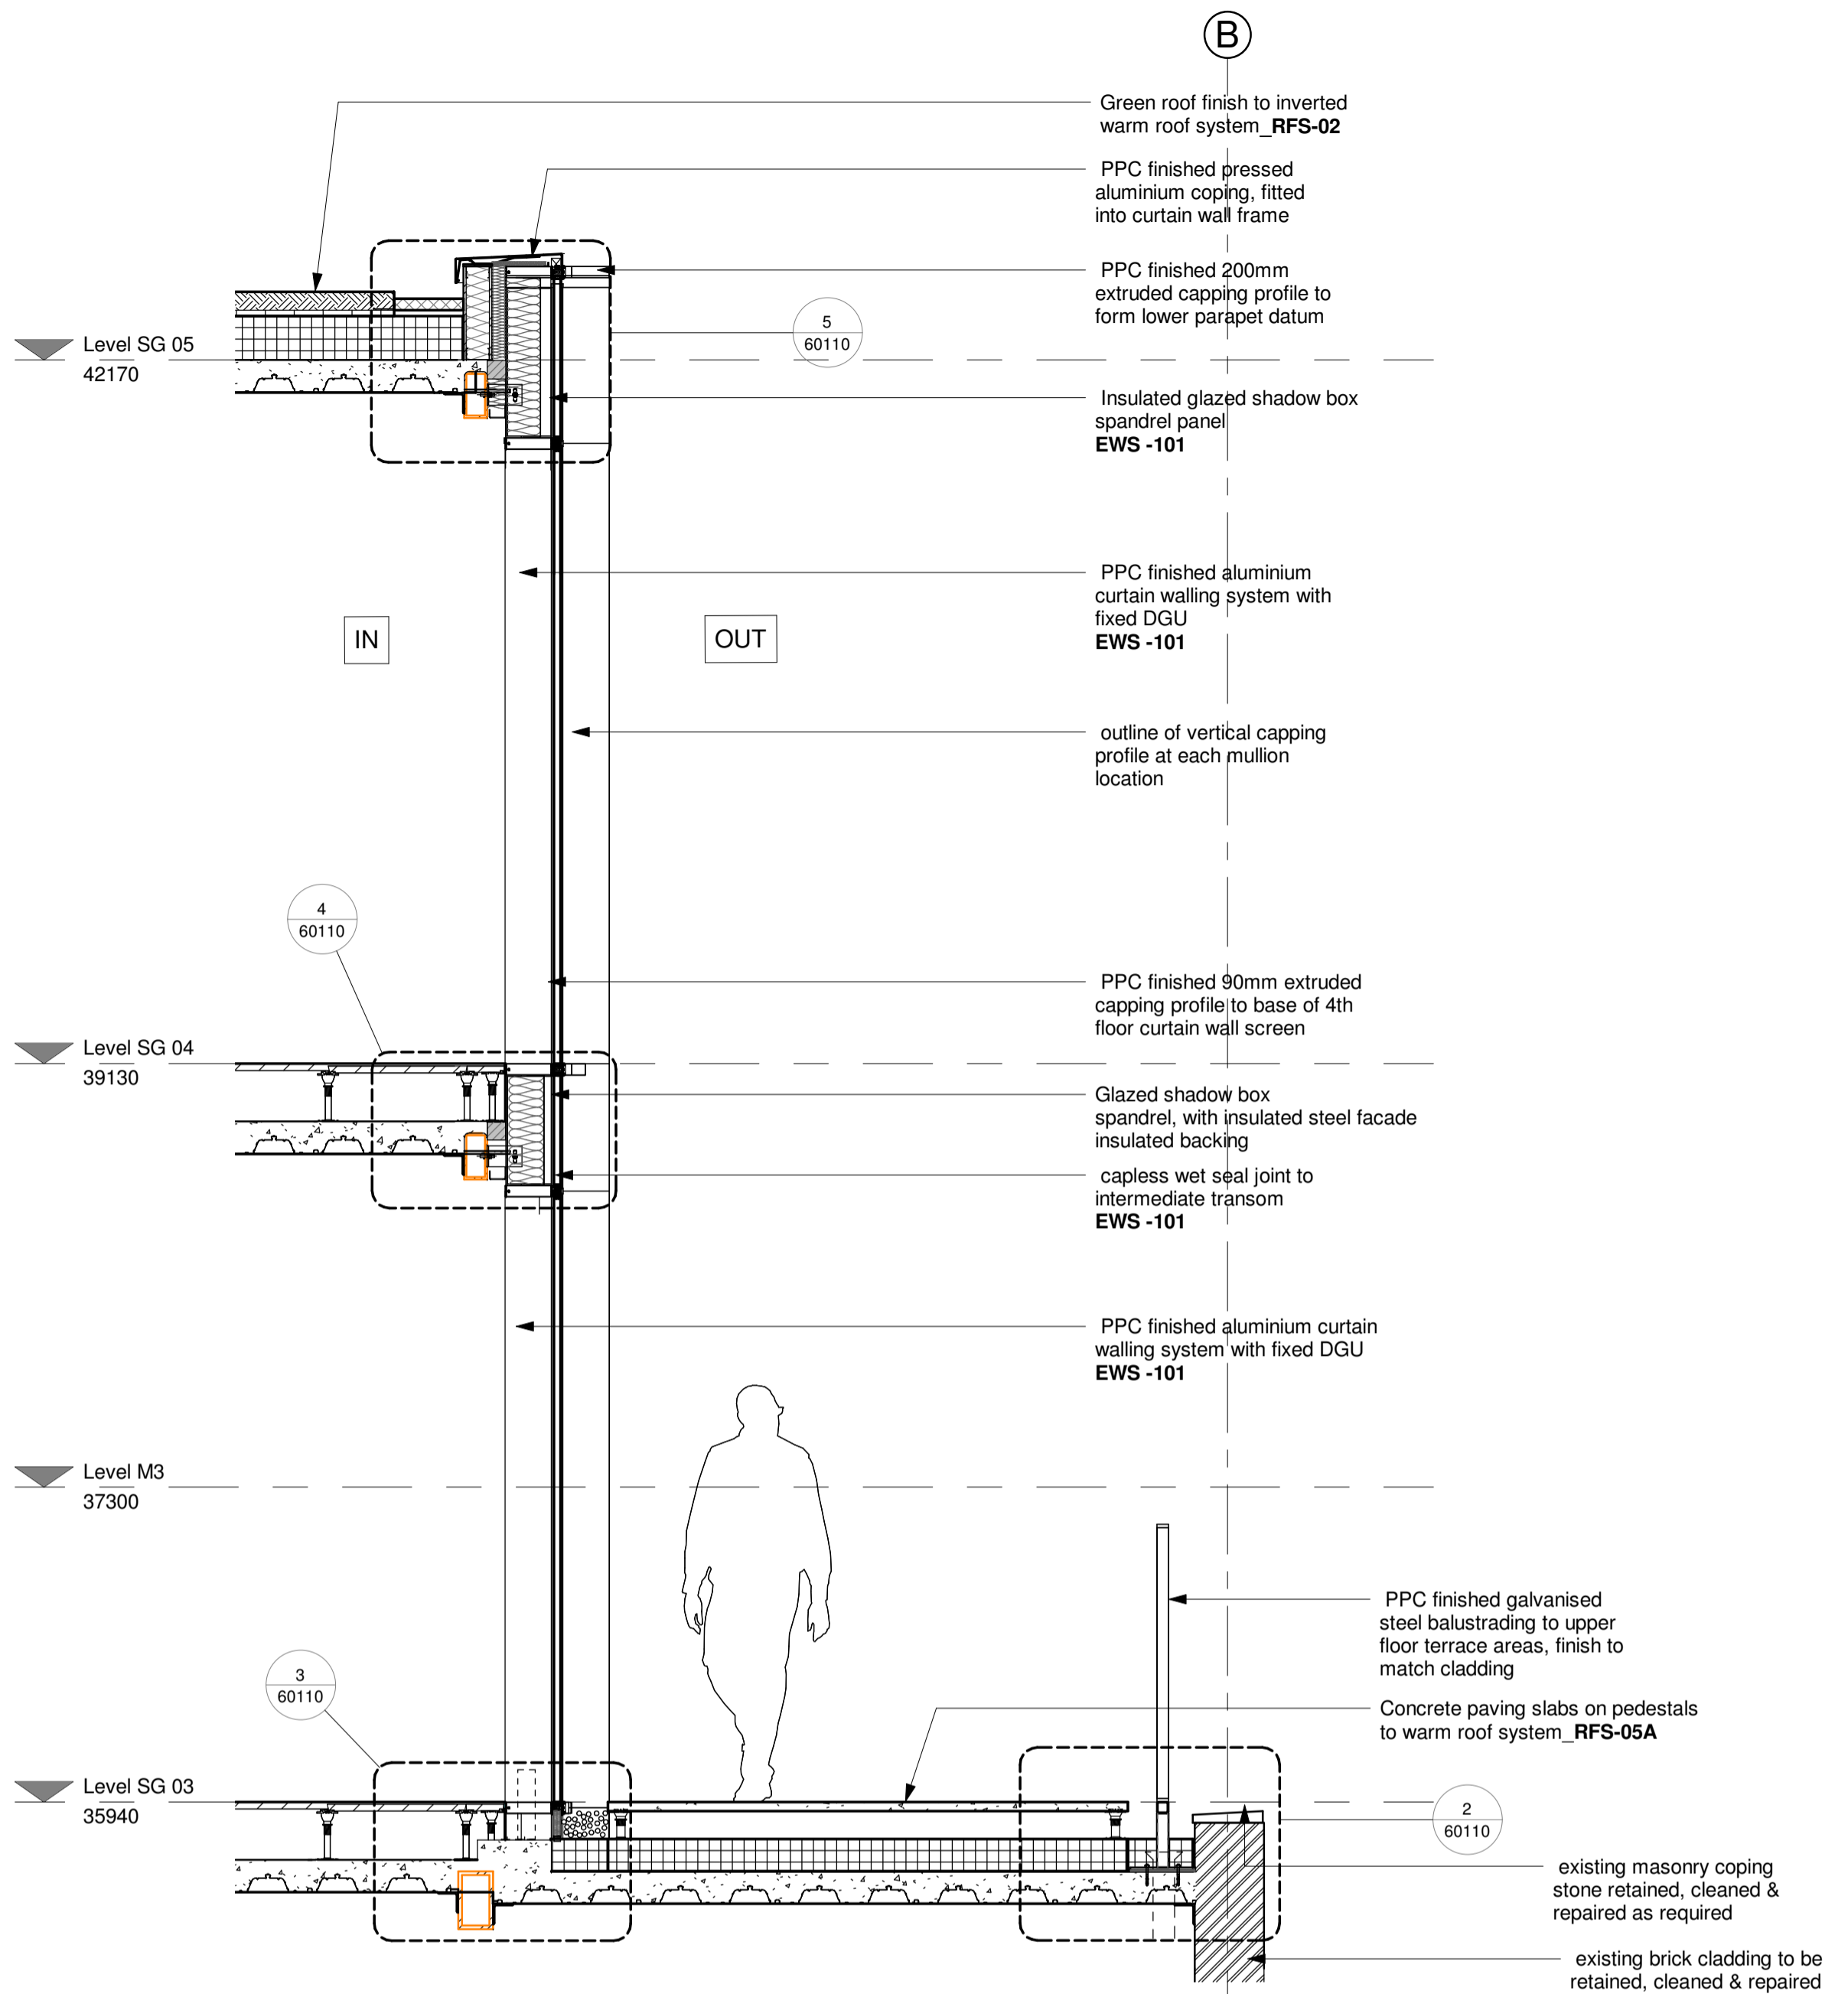 B
Green roof finish to inverted
warm roof system_RFS-02
PPC finished pressed
aluminium coping, fitted
into curtain wall frame
PPC finished 200mm
extruded capping profile to
form lower parapet datum
5
60110
Level SG 05
42170
Insulated glazed shadow box
spandrel panel
EWS -101
PPC finished aluminium
curtain walling system with
fixed DGU
EWS -101
IN
OUT
outline of vertical capping
profile at each mullion
location
4
60110
PPC finished 90mm extruded
capping profile to base of 4th
floor curtain wall screen
Level SG 04
39130
Glazed shadow box
spandrel, with insulated steel facade
insulated backing
capless wet seal joint to
intermediate transom
EWS -101
PPC finished aluminium curtain
walling system with fixed DGU
EWS -101
Level M3
37300
PPC finished galvanised
steel balustrading to upper
floor terrace areas, finish to
match cladding
3
60110
Concrete paving slabs on pedestals
to warm roof system_RFS-05A
Level SG 03
35940
2
60110
existing masonry coping
stone retained, cleaned &
repaired as required
existing brick cladding to be
retained, cleaned & repaired